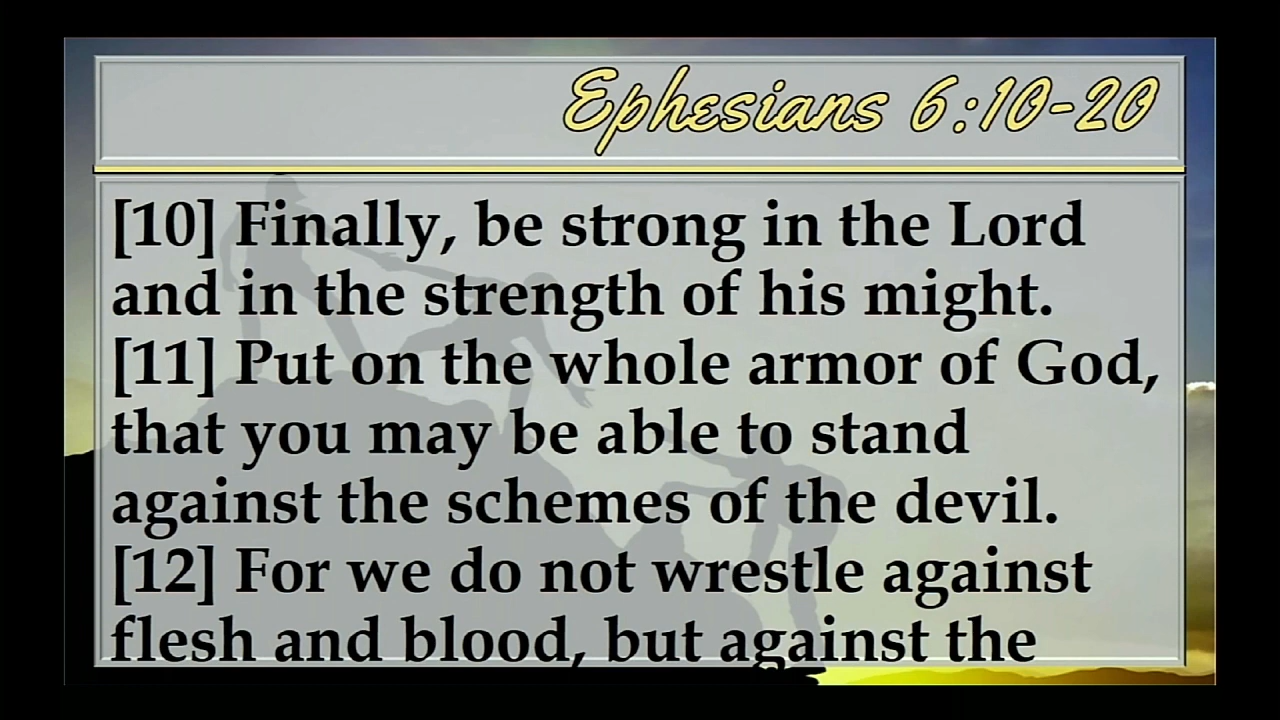 Ephesians 6:10-20
[10] Finally, be strong in the Lord
and in the strength of his might.
[11] Put on the whole armor of God,
that you may be able to stand
against the schemes of the devil.
[12] For we do not wrestle against
flesh and blood, but against the